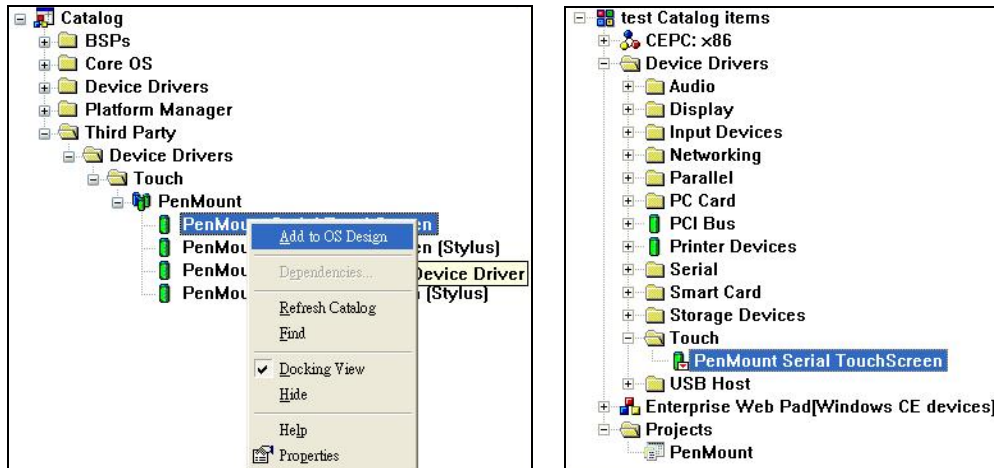 Catalog
BSPs
Core OS
Device Drivers
Platform Manager
Third Party
Device Drivers
Touch
PenMount
en
(Stylus]
Device Driver
(Stylus]
Add to OS Design
Dependencies...
Refresh Catalog
Find
Docking View
Hide
Help
Properties
test Catalog items
CEPC: x86
Device Drivers
Audio
Display
Input Devices
Networking
Parallel
PC Card
PCI Bus
Printer Devices
Serial
Smart Card
Storage Devices
Touch
PenMount Serial TouchScreen
USB Host
Enterprise Web Pad[Windows CE devices]
Projects
PenMount